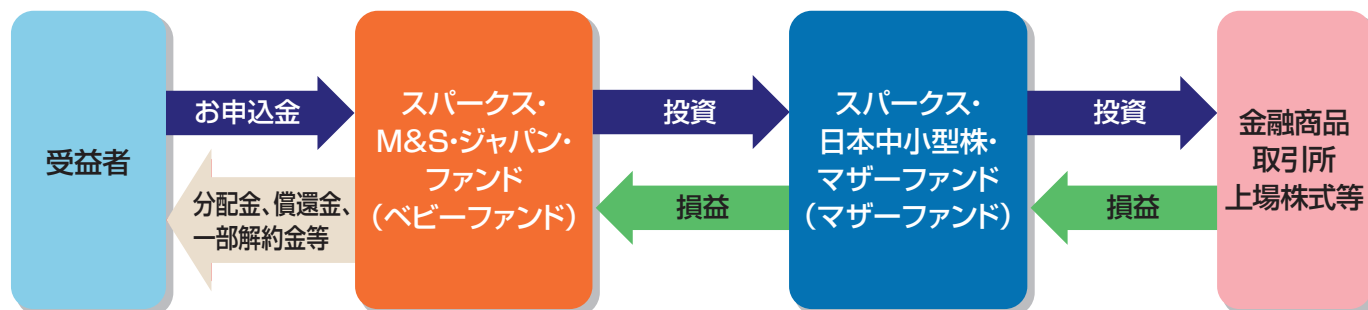 受益者
お申込金
分配金、償還金、
一部解約金等
スパークス・
M&S・ジャパン・
ファンド
(ベビーファンド)
投資
損益
スパークス・
日本中小型株・
マザーファンド
(マザーファンド)
投資
損益
金融商品
取引所
上場株式等